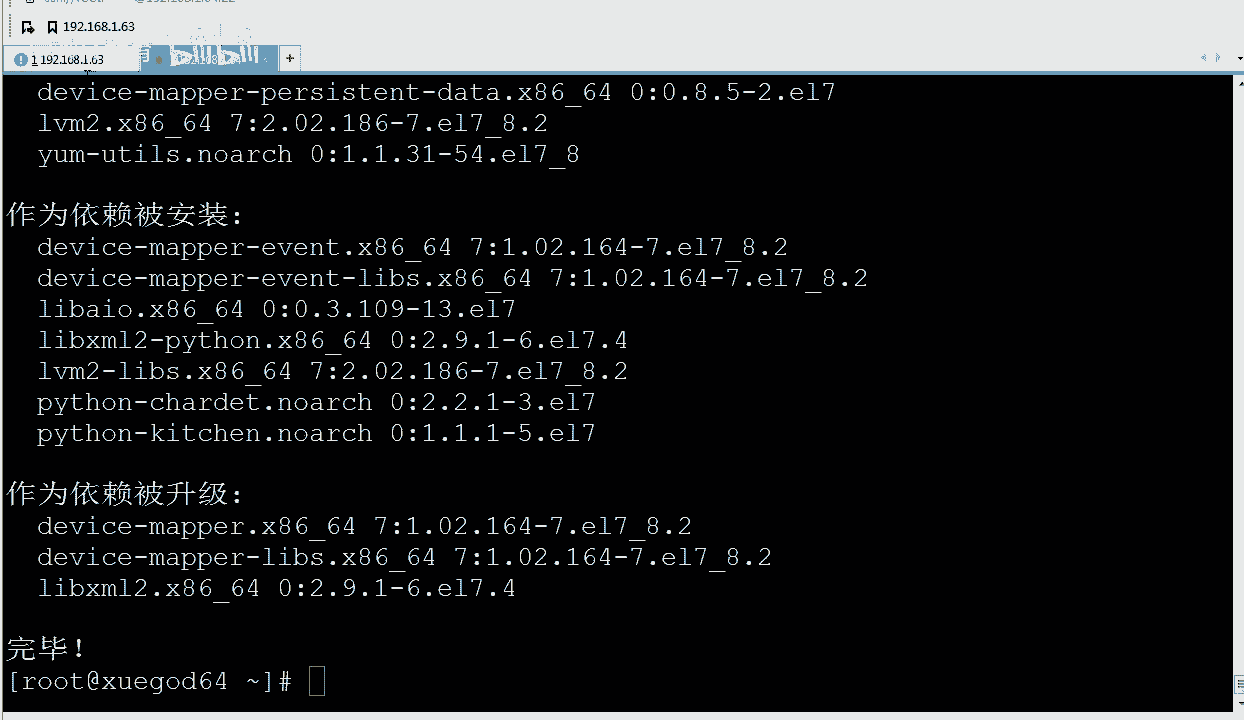 192.168.1.63
1 192.168.1.63
+
device-mapper-persistent-data.x86_64 0:0.8.5-2.el7
lvm2.x86_64 7:2.02.186-7.el7_8.2
yum-utils.noarch 0:1.1.31-54.el7_8
作为依赖被安装:
device-mapper-event.x86_64 7:1.02.164-7.el7_8.2
device-mapper-event-libs.x86_64 7:1.02.164-7.el7_8.2
libaio.x86_64 0:0.3.109-13.el7
libxml2-python.x86_64 0:2.9.1-6.el7.4
lvm2-libs.x86_64 7:2.02.186-7.el7_8.2
python-chardet.noarch 0:2.2.1-3.el7
python-kitchen.noarch 0:1.1.1-5.el7
作为依赖被升级:
device-mapper.x86_64 7:1.02.164-7.el7_8.2
device-mapper-libs.x86_64 7:1.02.164-7.el7_8.2
libxml2.x86_64 0:2.9.1-6.el7.4
完毕!
[root@xuegod64 ~]#